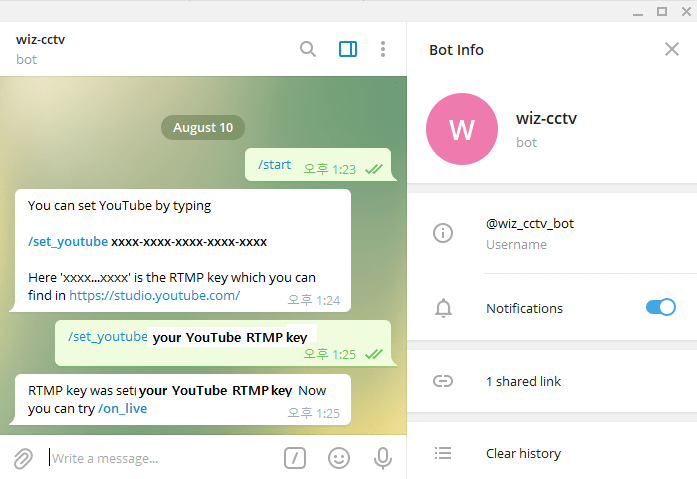 wiz-cctv
bot
August 10
/start 오후 1:23
You can set YouTube by typing
/set_youtube xxxx-xxxx-xxxx-xxxx-xxxx
Here 'xxxx...xxxx' is the RTMP key which you can
find in https://studio.youtube.com/
오후 1:24
/set_youtube your YouTube RTMP key
오후 1:25
RTMP key was set your YouTube RTMP key Now
you can try /on_live
오후 1:25
Write a message...
Bot Info
W
wiz-cctv
bot
@wiz_cctv_bot
Username
Notifications
1 shared link
Clear history